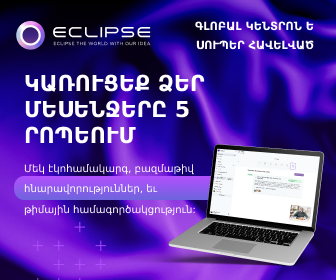 ECLIPSE
ECLIPSE THE WORLD WITH OUR IDEA.
ԳԼՈԲԱԼ ԿԵՆՏՐՈՆ Ե
ՍՈՒՊԵՐ ՀԱՎԵԼՎԱԾ
ԿԱՌՈՒՑԵՔ ՁԵՐ
ՄԵՍԵՆՋԵՐԸ 5
ՐՈՊԵՈՒՄ
Մեկ էկոհամակարգ, բազմաթիվ
հնարավորություններ, եւ
թիմային համագործակցություն: